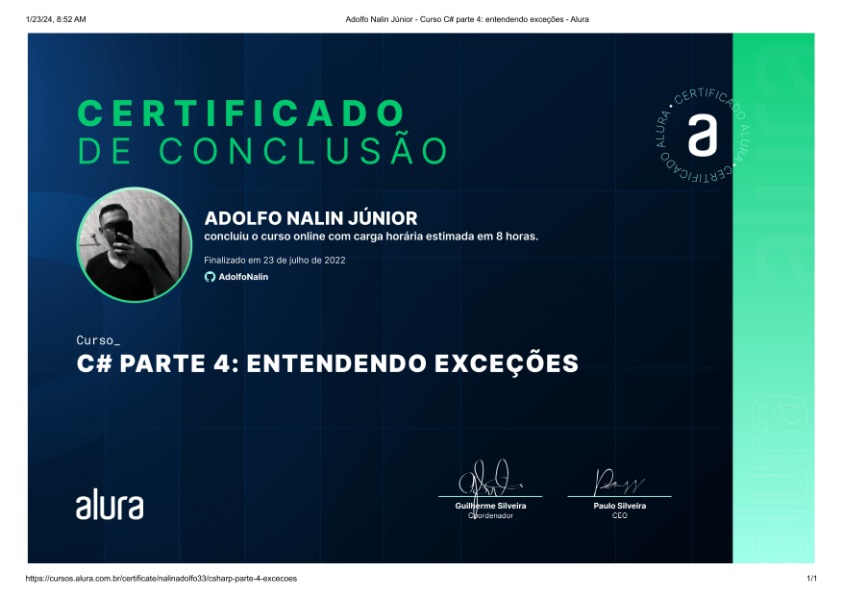 1/23/24, 8:52 AM
Adolfo Nalin Júnior - Curso C# parte 4: entendendo exceções - Alura
CERTIFICADO
DE CONCLUSÃO
CERTIFICADO ALURA • CERTIFICADO ALURA •
a
ADOLFO NALIN JÚNIOR
concluiu o curso online com carga horária estimada em 8 horas.
Finalizado em 23 de julho de 2022
AdolfoNalin
Curso_
C# PARTE 4: ENTENDENDO EXCEÇÕES
alura
Guilherme Silveira
Coordenador
Paulo Silveira
CEO
alura
alura
alura
https://cursos.alura.com.br/certificate/nalinadolfo33/csharp-parte-4-excecoes
1/1